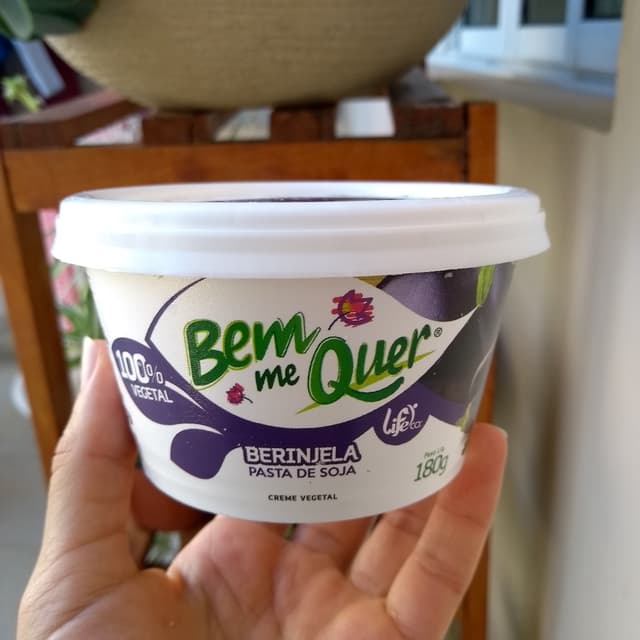 Bem
me Quer®
100%
VEGETAL
Life
BERINJELA
PASTA DE SOJA
CREME VEGETAL
180g